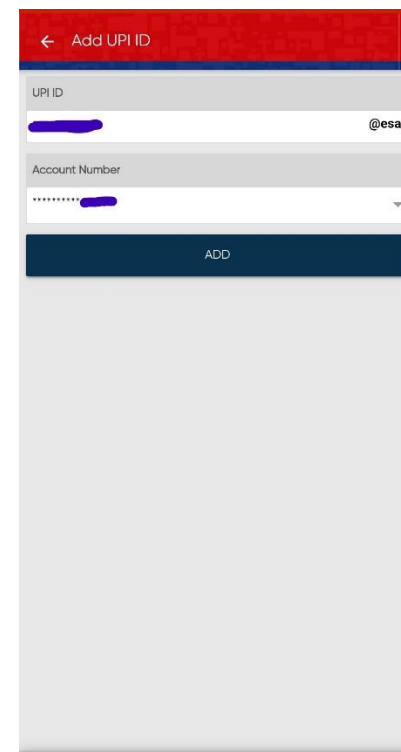 Add UPI ID
UPI ID
@esa
Account Number
**********
ADD